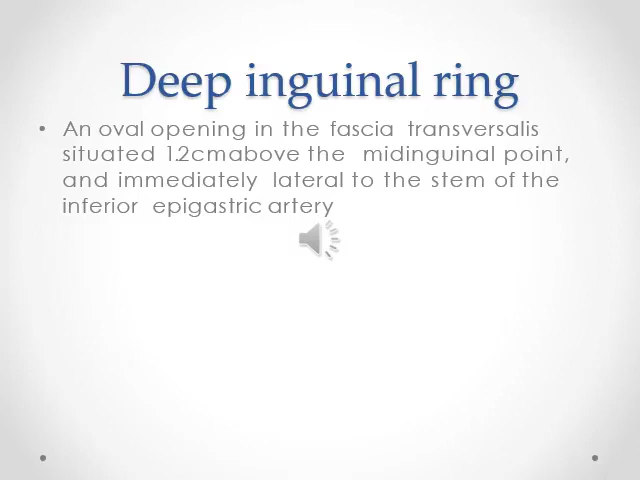 Deep inguinal ring
• An oval opening in the fascia transversalis
situated 1.2cmabove the midinguinal point,
and immediately lateral to the stem of the
inferior epigastric artery